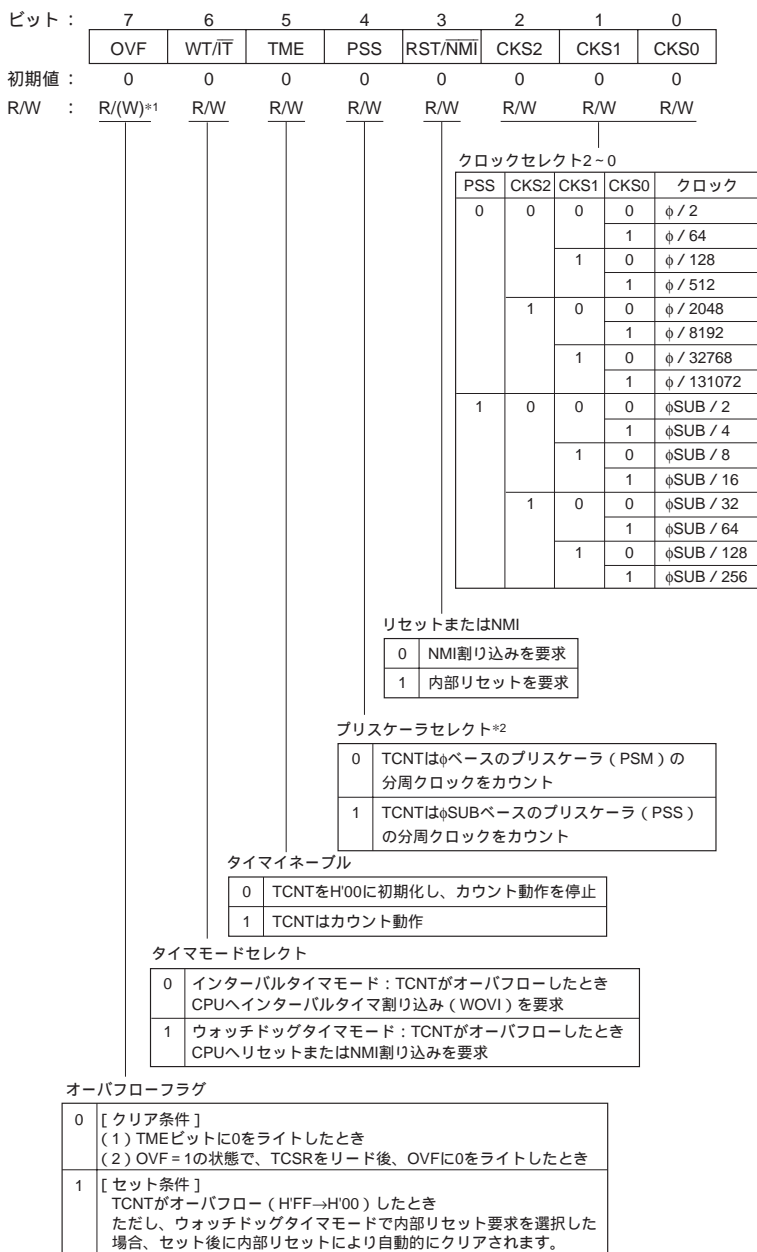 ビット : 7 6 5 4 3 2 1 0
OVF WT/IT TME PSS RST/NMI CKS2 CKS1 CKS0
初期値 : 0 0 0 0 0 0 0 0
R/W : R/(W)*1 R/W R/W R/W R/W R/W R/W R/W
クロックセレクト2~0
PSS CKS2 CKS1 CKS0 クロック
0 0 0 0 φ / 2
1 φ / 64
1 0 φ / 128
1 φ / 512
1 0 0 φ / 2048
1 φ / 8192
1 0 φ / 32768
1 φ / 131072
1 0 0 0 φSUB / 2
1 φSUB / 4
1 0 φSUB / 8
1 φSUB / 16
1 0 0 φSUB / 32
1 φSUB / 64
1 0 φSUB / 128
1 φSUB / 256
リセットまたはNMI
0 NMI割り込みを要求
1 内部リセットを要求
プリスケーラセレクト*2
0 TCNTはφベースのプリスケーラ(PSM)の
分周クロックをカウント
1 TCNTはφSUBベースのプリスケーラ(PSS)
の分周クロックをカウント
タイマイネーブル
0 TCNTをH'00に初期化し、カウント動作を停止
1 TCNTはカウント動作
タイマモードセレクト
0 インターバルタイマモード:TCNTがオーバフローしたとき
CPUへインターバルタイマ割り込み(WOVI)を要求
1 ウォッチドッグタイマモード:TCNTがオーバフローしたとき
CPUへリセットまたはNMI割り込みを要求
オーバフローフラグ
0 [クリア条件]
(1)TMEビットに0をライトしたとき
(2)OVF=1の状態で、TCSRをリード後、OVFに0をライトしたとき
1 [セット条件]
TCNTがオーバフロー(H'FF→H'00)したとき
ただし、ウォッチドッグタイマモードで内部リセット要求を選択した
場合、セット後に内部リセットにより自動的にクリアされます。